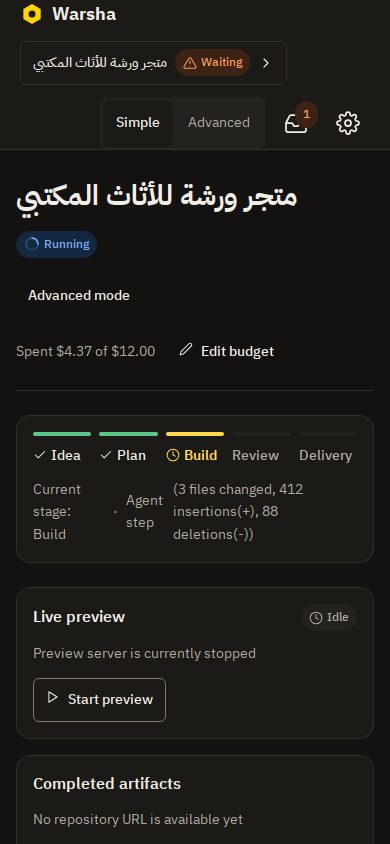 Warsha
متجر ورشة للأثاث المكتبي Waiting
Simple Advanced 1
متجر ورشة للأثاث المكتبي
Running
Advanced mode
Spent $4.37 of $12.00 Edit budget
Idea Plan Build Review Delivery
Current stage: Build · Agent step (3 files changed, 412 insertions(+), 88 deletions(-))
Live preview Idle
Preview server is currently stopped
Start preview
Completed artifacts
No repository URL is available yet